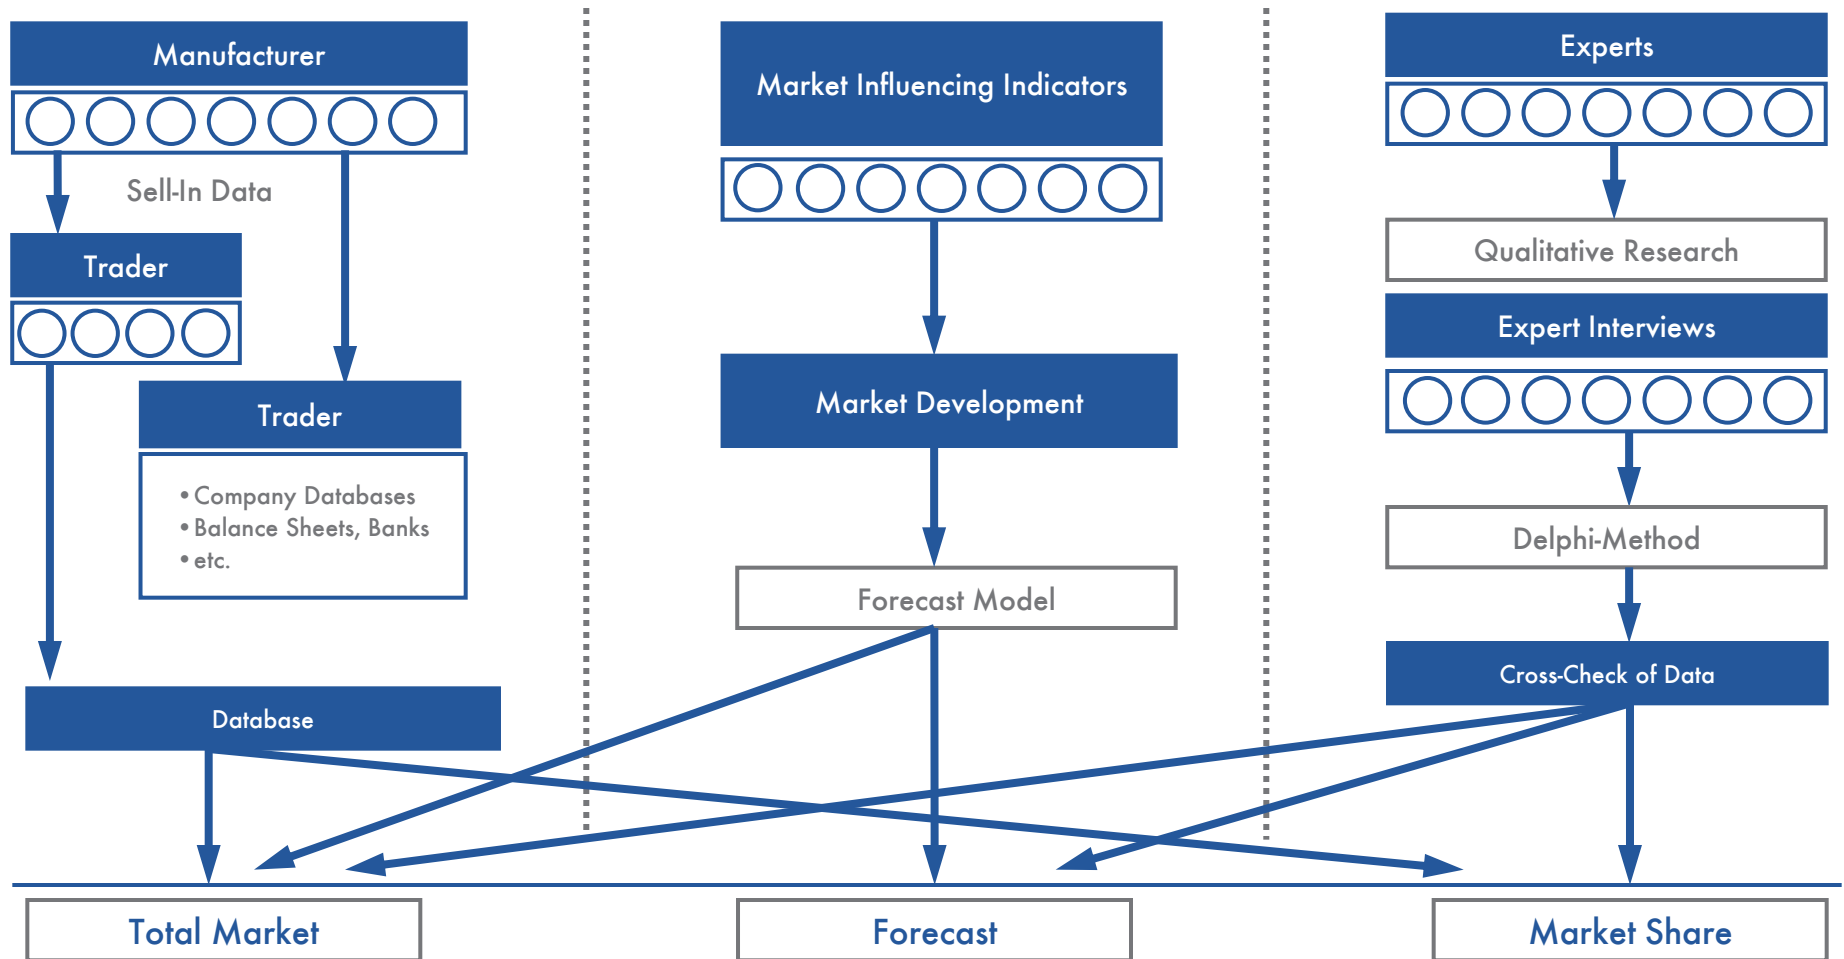 Manufacturer
Sell-In Data
Trader
Trader
• Company Databases
• Balance Sheets, Banks
• etc.
Database
Market Influencing Indicators
Market Development
Forecast Model
Experts
Qualitative Research
Expert Interviews
Delphi-Method
Cross-Check of Data
Total Market
Forecast
Market Share